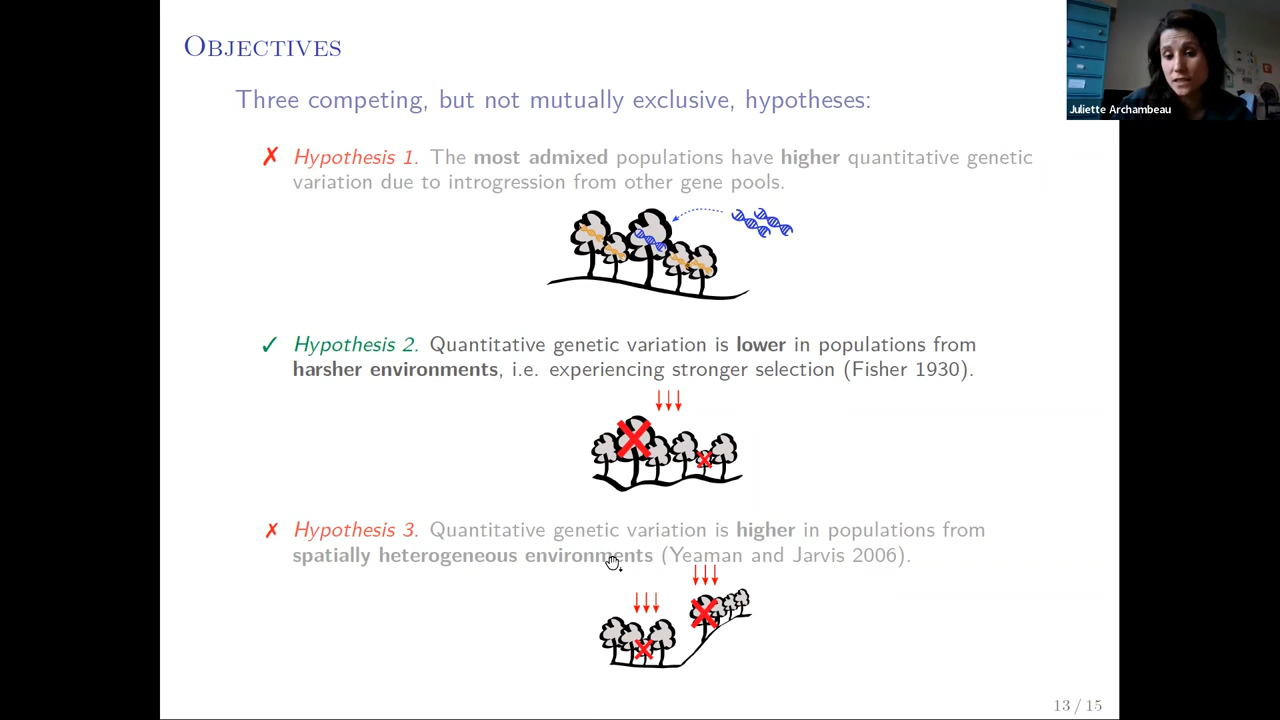 OBJECTIVES
Three competing, but not mutually exclusive, hypotheses:
✗ Hypothesis 1. The most admixed populations have higher quantitative genetic
variation due to introgression from other gene pools.
✓ Hypothesis 2. Quantitative genetic variation is lower in populations from
harsher environments, i.e. experiencing stronger selection (Fisher 1930).
✗ Hypothesis 3. Quantitative genetic variation is higher in populations from
spatially heterogeneous environments (Yeaman and Jarvis 2006).
13 / 15
Juliette Archambeau